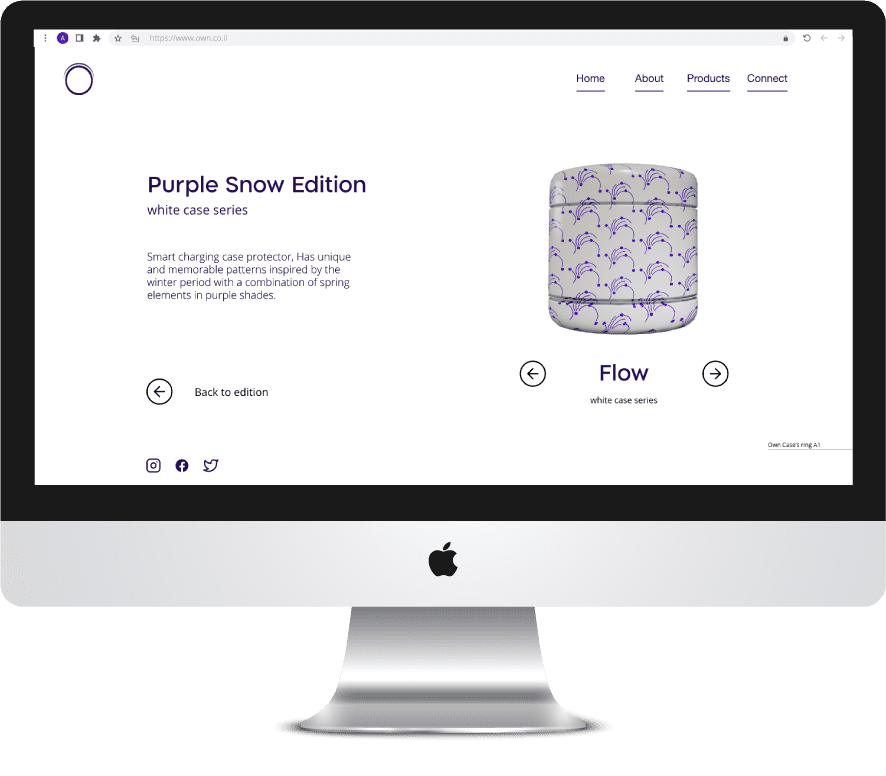 A
https://www.own.co.il
Home About Products Connect
Purple Snow Edition
white case series
Smart charging case protector, Has unique
and memorable patterns inspired by the
winter period with a combination of spring
elements in purple shades.
Back to edition
Flow
white case series
Own Case's ring A1